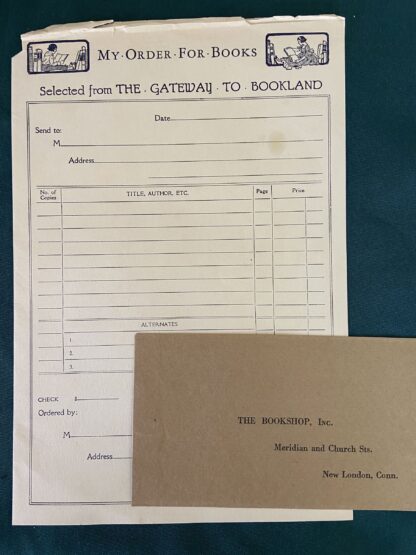 MY·ORDER·FOR·BOOKS
Selected from THE · GATEWAY · TO · BOOKLAND
Date
Send to:
M
Address
No. of Copies TITLE, AUTHOR, ETC. Page Price
ALTERNATES
1.
2.
3.
CHECK $
Ordered by:
M
Address
THE BOOKSHOP, INC.
Meridian and Church Sts.
New London, Conn.